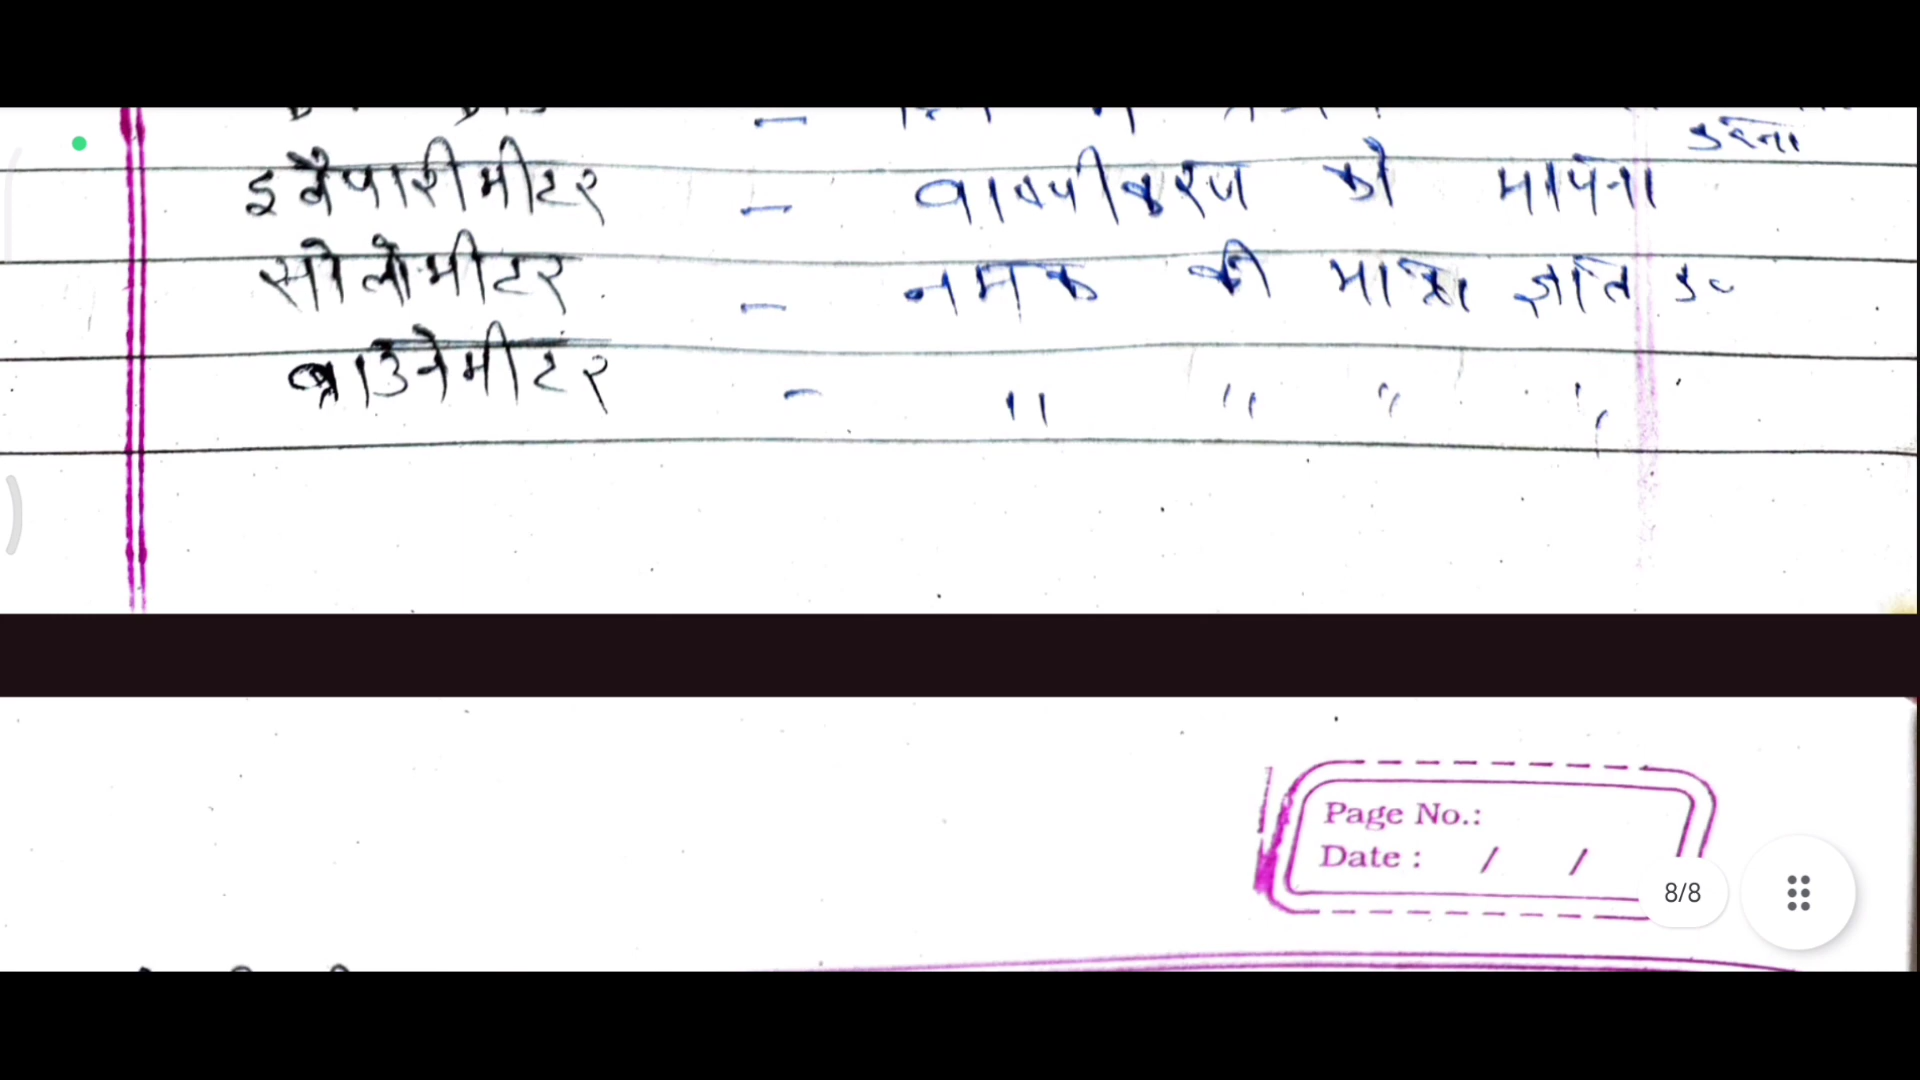 करना
इवैपोरीमीटर – वाष्पीकरण को मापना
सोलोमीटर – नमक की मात्रा ज्ञात क०
ब्राउनेमीटर – " " " "
Page No.:
Date : / /
8/8